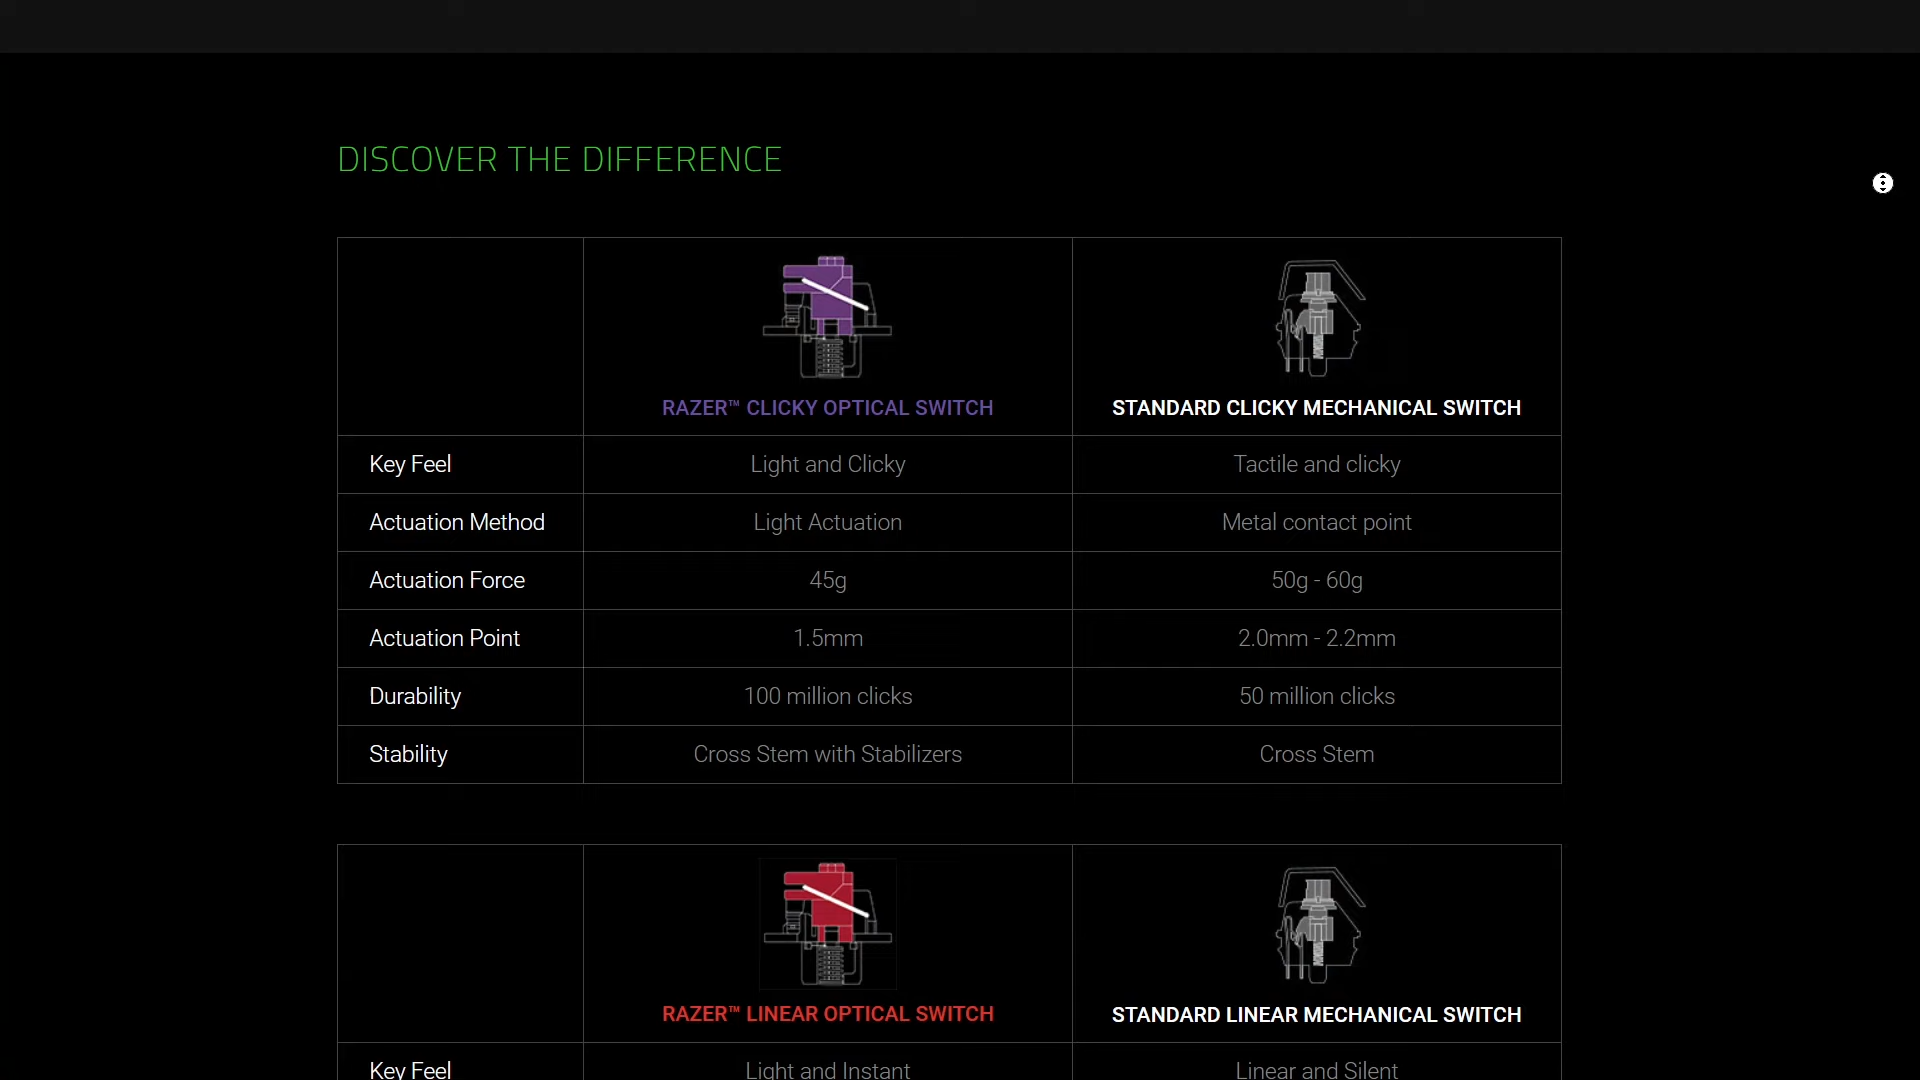 DISCOVER THE DIFFERENCE
RAZER™ CLICKY OPTICAL SWITCH
STANDARD CLICKY MECHANICAL SWITCH
Key Feel
Light and Clicky
Tactile and clicky
Actuation Method
Light Actuation
Metal contact point
Actuation Force
45g
50g - 60g
Actuation Point
1.5mm
2.0mm - 2.2mm
Durability
100 million clicks
50 million clicks
Stability
Cross Stem with Stabilizers
Cross Stem
RAZER™ LINEAR OPTICAL SWITCH
STANDARD LINEAR MECHANICAL SWITCH
Key Feel
Light and Instant
Linear and Silent